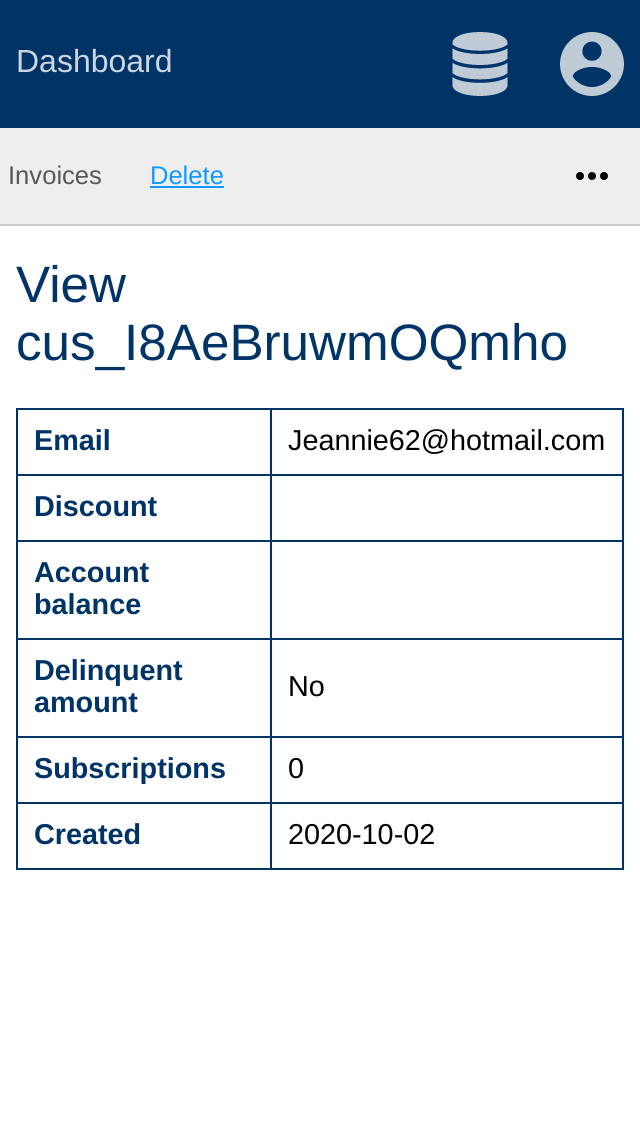 Dashboard
Invoices Delete
View
cus_I8AeBruwmOQmho
Email Jeannie62@hotmail.com
Discount
Account
balance
Delinquent
amount No
Subscriptions 0
Created 2020-10-02